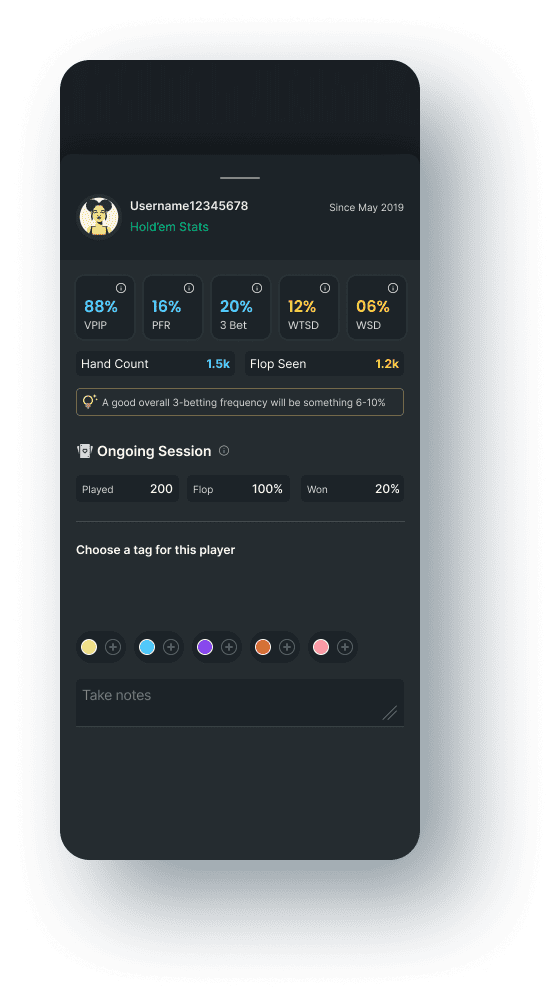 Username12345678
Since May 2019
Hold'em Stats
88% 16% 20% 12% 06%
VPIP PFR 3 Bet WTSD WSD
Hand Count 1.5k Flop Seen 1.2k
A good overall 3-betting frequency will be something 6-10%
Ongoing Session
Played 200 Flop 100% Won 20%
Choose a tag for this player
Take notes